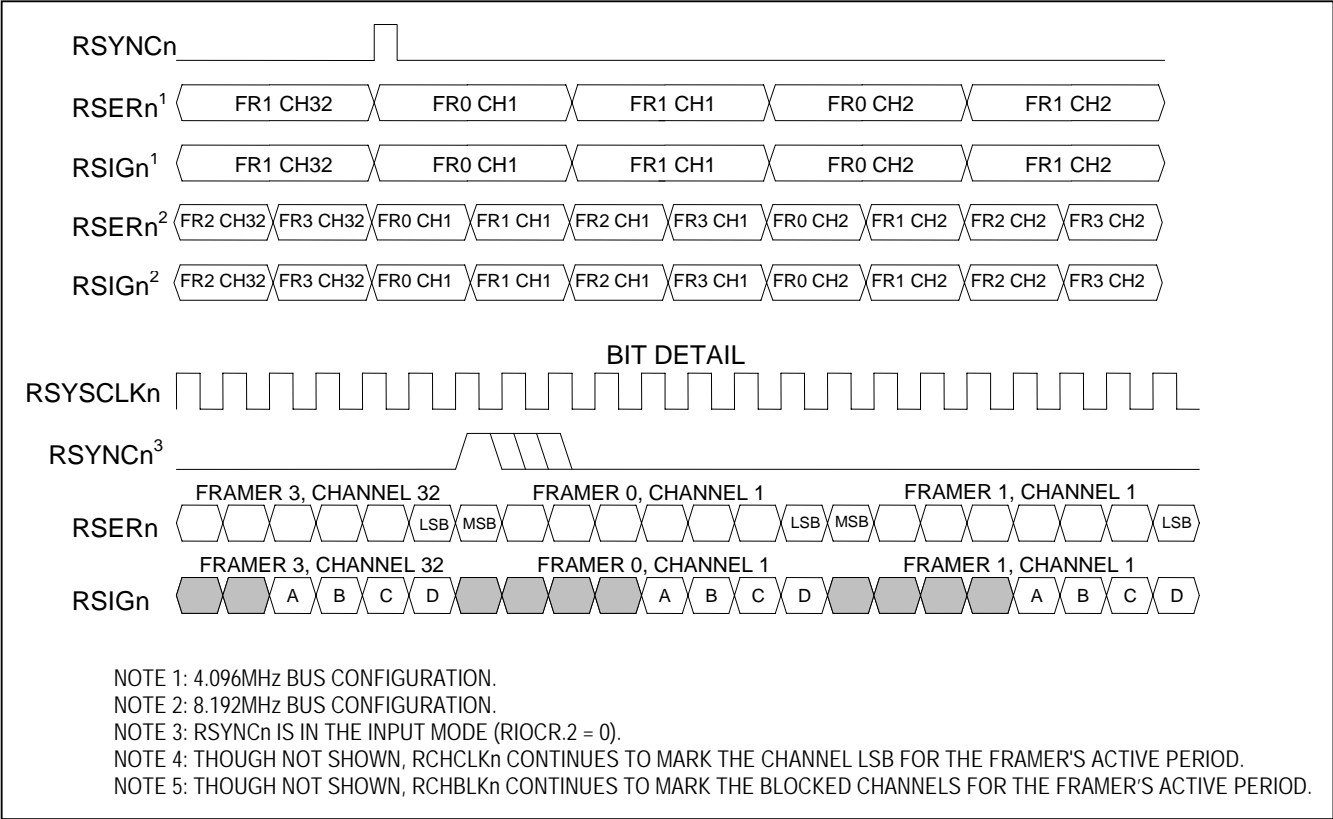 RSYNCn
RSERn1 FR1 CH32 FR0 CH1 FR1 CH1 FR0 CH2 FR1 CH2
RSIGn1 FR1 CH32 FR0 CH1 FR1 CH1 FR0 CH2 FR1 CH2
RSERn2 FR2 CH32 FR3 CH32 FR0 CH1 FR1 CH1 FR2 CH1 FR3 CH1 FR0 CH2 FR1 CH2 FR2 CH2 FR3 CH2
RSIGn2 FR2 CH32 FR3 CH32 FR0 CH1 FR1 CH1 FR2 CH1 FR3 CH1 FR0 CH2 FR1 CH2 FR2 CH2 FR3 CH2
BIT DETAIL
RSYSCLKn
RSYNCn3
FRAMER 3, CHANNEL 32 FRAMER 0, CHANNEL 1 FRAMER 1, CHANNEL 1
RSERn LSB MSB LSB MSB LSB
FRAMER 3, CHANNEL 32 FRAMER 0, CHANNEL 1 FRAMER 1, CHANNEL 1
RSIGn A B C D A B C D A B C D
NOTE 1: 4.096MHz BUS CONFIGURATION.
NOTE 2: 8.192MHz BUS CONFIGURATION.
NOTE 3: RSYNCn IS IN THE INPUT MODE (RIOCR.2 = 0).
NOTE 4: THOUGH NOT SHOWN, RCHCLKn CONTINUES TO MARK THE CHANNEL LSB FOR THE FRAMER'S ACTIVE PERIOD.
NOTE 5: THOUGH NOT SHOWN, RCHBLKn CONTINUES TO MARK THE BLOCKED CHANNELS FOR THE FRAMER’S ACTIVE PERIOD.